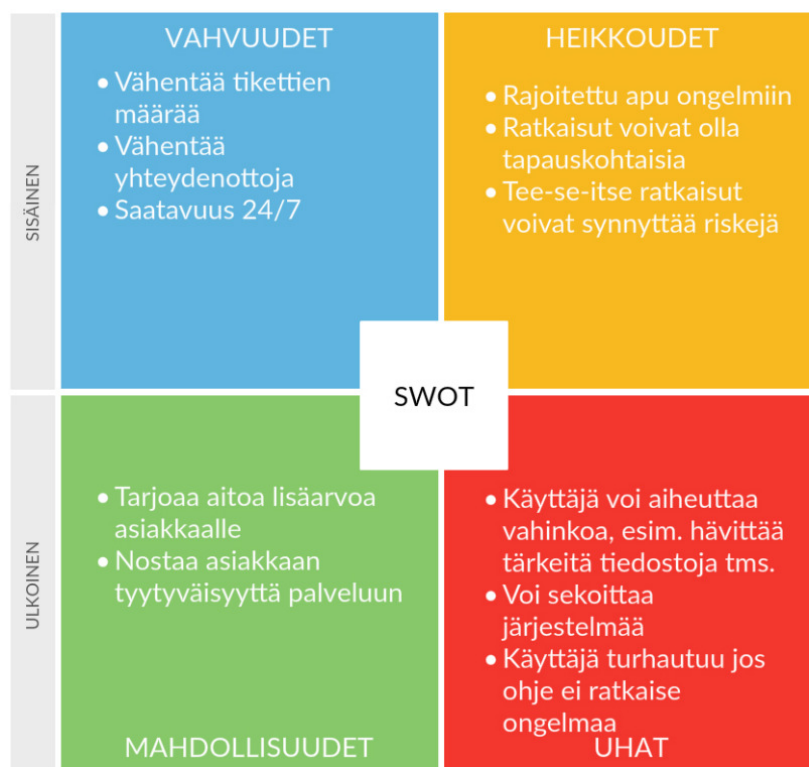 SISÄINEN
VAHVUUDET
• Vähentää tikettien
määrää
• Vähentää
yhteydenottoja
• Saatavuus 24/7
HEIKKOUDET
• Rajoitettu apu ongelmiin
• Ratkaisut voivat olla
tapauskohtaisia
• Tee-se-itse ratkaisut
voivat synnyttää riskejä
SWOT
ULKOINEN
• Tarjoaa aitoa lisäarvoa
asiakkaalle
• Nostaa asiakkaan
tyytyväisyyttä palveluun
MAHDOLLISUUDET
• Käyttäjä voi aiheuttaa
vahinkoa, esim. hävittää
tärkeitä tiedostoja tms.
• Voi sekoittaa
järjestelmää
• Käyttäjä turhautuu jos
ohje ei ratkaise
ongelmaa
UHAT